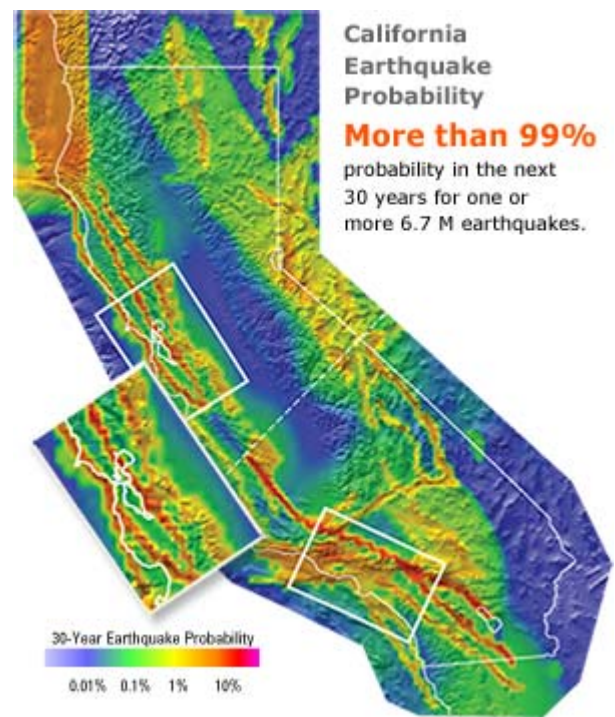 California
Earthquake
Probability
More than 99%
probability in the next
30 years for one or
more 6.7 M earthquakes.
30-Year Earthquake Probability
0.01% 0.1% 1% 10%